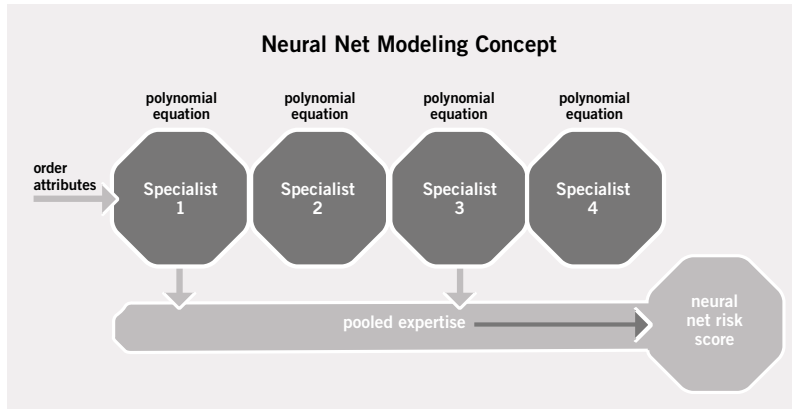 Neural Net Modeling Concept
polynomial
equation
polynomial
equation
polynomial
equation
polynomial
equation
order
attributes
Specialist
1
Specialist
2
Specialist
3
Specialist
4
pooled expertise
neural
net risk
score